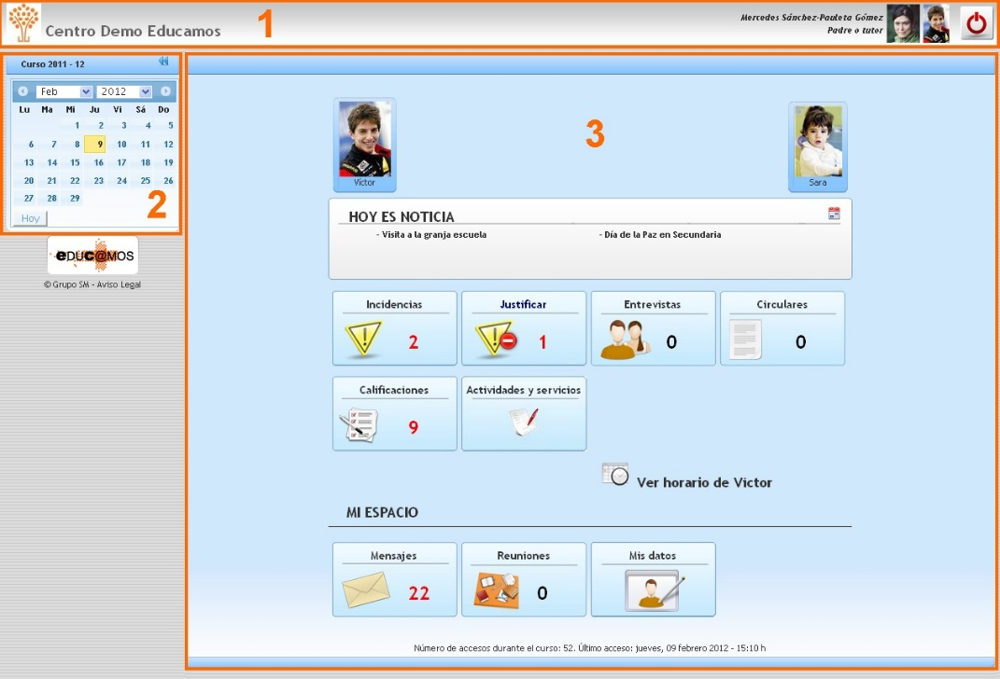 Centro Demo Educamos
1
Mercedes Sánchez-Pauleta Gómez
Padre o tutor
Curso 2011 - 12
Feb 2012
Lu Ma Mi Ju Vi Sá Do
1 2 3 4 5
6 7 8 9 10 11 12
13 14 15 16 17 18 19
20 21 22 23 24 25 26
27 28 29
Hoy
2
eDUC@MOS
© Grupo SM - Aviso Legal
3
Víctor
Sara
HOY ES NOTICIA
- Visita a la granja escuela
- Día de la Paz en Secundaria
Incidencias
2
Justificar
1
Entrevistas
0
Circulares
0
Calificaciones
9
Actividades y servicios
Ver horario de Víctor
MI ESPACIO
Mensajes
22
Reuniones
0
Mis datos
Número de accesos durante el curso: 52. Último acceso: jueves, 09 febrero 2012 - 15:10 h